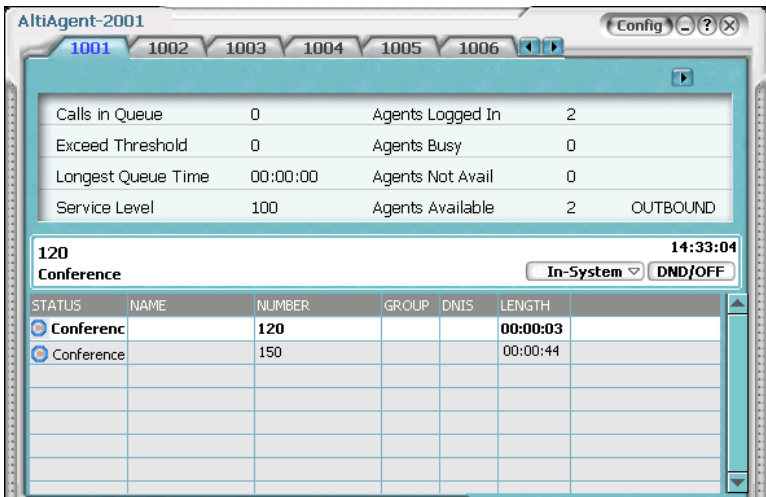 AltiAgent-2001 Config - ? X
1001 1002 1003 1004 1005 1006
Calls in Queue 0 Agents Logged In 2
Exceed Threshold 0 Agents Busy 0
Longest Queue Time 00:00:00 Agents Not Avail 0
Service Level 100 Agents Available 2 OUTBOUND
120 14:33:04
Conference In-System DND/OFF
STATUS NAME NUMBER GROUP DNIS LENGTH
Conferenc 120 00:00:03
Conference 150 00:00:44